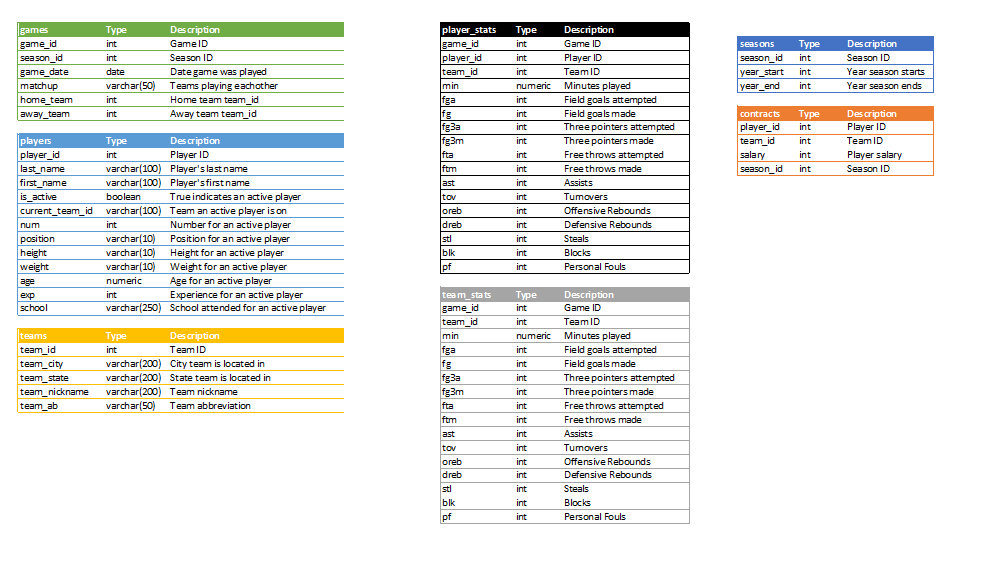 games Type Description
game_id int Game ID
season_id int Season ID
game_date date Date game was played
matchup varchar(50) Teams playing eachother
home_team int Home team team_id
away_team int Away team team_id
players Type Description
player_id int Player ID
last_name varchar(100) Player's last name
first_name varchar(100) Player's first name
is_active boolean True indicates an active player
current_team_id varchar(100) Team an active player is on
num int Number for an active player
position varchar(10) Position for an active player
height varchar(10) Height for an active player
weight varchar(10) Weight for an active player
age numeric Age for an active player
exp int Experience for an active player
school varchar(250) School attended for an active player
teams Type Description
team_id int Team ID
team_city varchar(200) City team is located in
team_state varchar(200) State team is located in
team_nickname varchar(200) Team nickname
team_ab varchar(50) Team abbreviation
player_stats Type Description
game_id int Game ID
player_id int Player ID
team_id int Team ID
min numeric Minutes played
fga int Field goals attempted
fg int Field goals made
fg3a int Three pointers attempted
fg3m int Three pointers made
fta int Free throws attempted
ftm int Free throws made
ast int Assists
tov int Turnovers
oreb int Offensive Rebounds
dreb int Defensive Rebounds
stl int Steals
blk int Blocks
pf int Personal Fouls
team_stats Type Description
game_id int Game ID
team_id int Team ID
min numeric Minutes played
fga int Field goals attempted
fg int Field goals made
fg3a int Three pointers attempted
fg3m int Three pointers made
fta int Free throws attempted
ftm int Free throws made
ast int Assists
tov int Turnovers
oreb int Offensive Rebounds
dreb int Defensive Rebounds
stl int Steals
blk int Blocks
pf int Personal Fouls
seasons Type Description
season_id int Season ID
year_start int Year season starts
year_end int Year season ends
contracts Type Description
player_id int Player ID
team_id int Team ID
salary int Player salary
season_id int Season ID